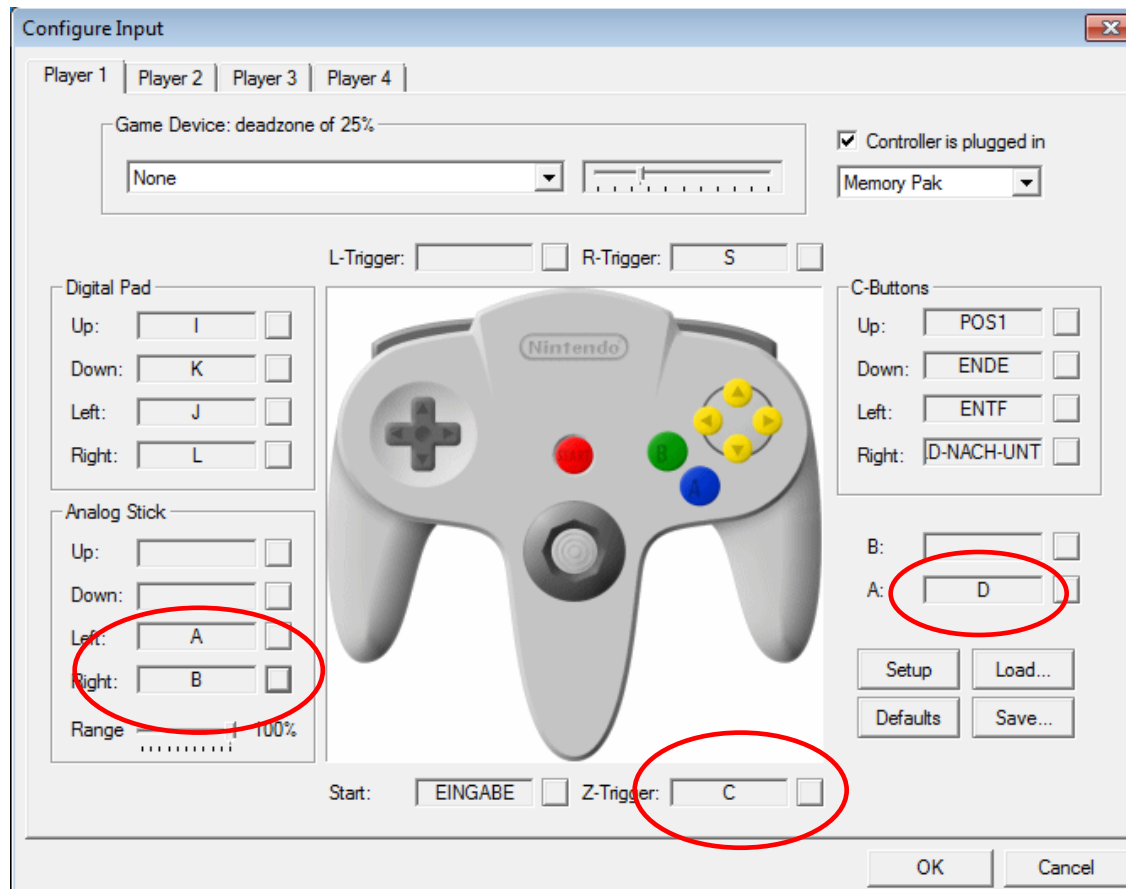 Configure Input
Player 1 Player 2 Player 3 Player 4
Game Device: deadzone of 25%
Controller is plugged in
None
Memory Pak
L-Trigger: R-Trigger: S
Digital Pad
Up: I
Down: K
Left: J
Right: L
Analog Stick
Up:
Down:
Left: A
Right: B
Range 100%
Nintendo
START
B
A
C-Buttons
Up: POS1
Down: ENDE
Left: ENTF
Right: .D-NACH-UNT
B:
A: D
Setup Load...
Defaults Save...
Start: EINGABE Z-Trigger: C
OK Cancel